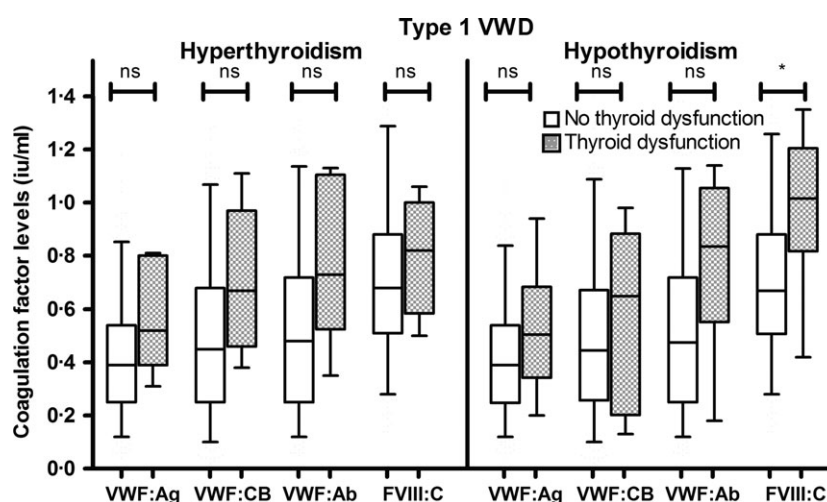 Type 1 VWD
Hyperthyroidism
Hypothyroidism
ns
ns
ns
ns
ns
ns
ns
*
No thyroid dysfunction
Thyroid dysfunction
Coagulation factor levels (iu/ml)
1·4
1·2
1·0
0·8
0·6
0·4
0·2
0·0
VWF:Ag
VWF:CB
VWF:Ab
FVIII:C
VWF:Ag
VWF:CB
VWF:Ab
FVIII:C